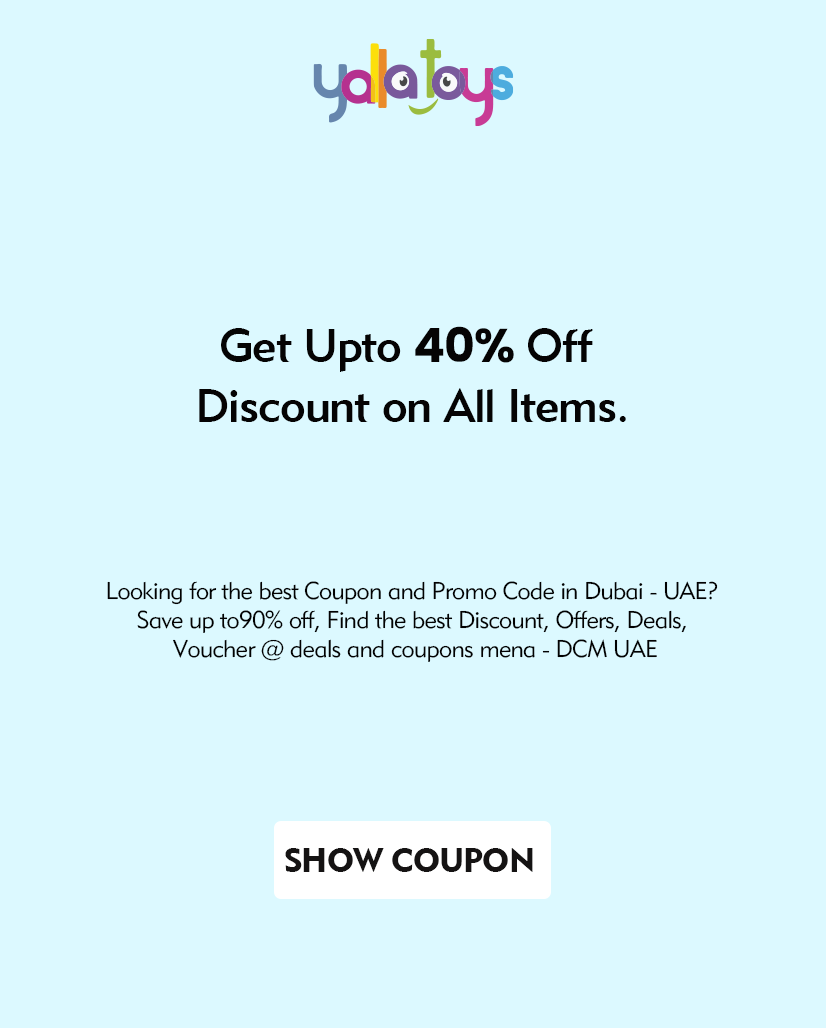 yalla toys
Get Upto 40% Off
Discount on All Items.
Looking for the best Coupon and Promo Code in Dubai - UAE?
Save up to90% off, Find the best Discount, Offers, Deals,
Voucher @ deals and coupons mena - DCM UAE
SHOW COUPON